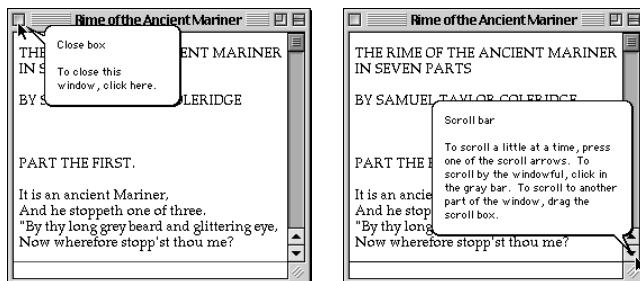 Rime of the Ancient Mariner
THE ENT MARINER
IN S
Close box
To close this
window, click here.
BY S LERIDGE
PART THE FIRST.
It is an ancient Mariner,
And he stoppeth one of three.
"By thy long grey beard and glittering eye,
Now wherefore stopp'st thou me?
Rime of the Ancient Mariner
THE RIME OF THE ANCIENT MARINER
IN SEVEN PARTS
BY SAMUEL TAYLOR COLERIDGE
Scroll bar
To scroll a little at a time, press
one of the scroll arrows. To
scroll by the windowful, click in
the gray bar. To scroll to another
part of the window, drag the
scroll box.
PART THE F
It is an ancie
And he stop
"By thy long
Now wherefore stopp'st thou me?